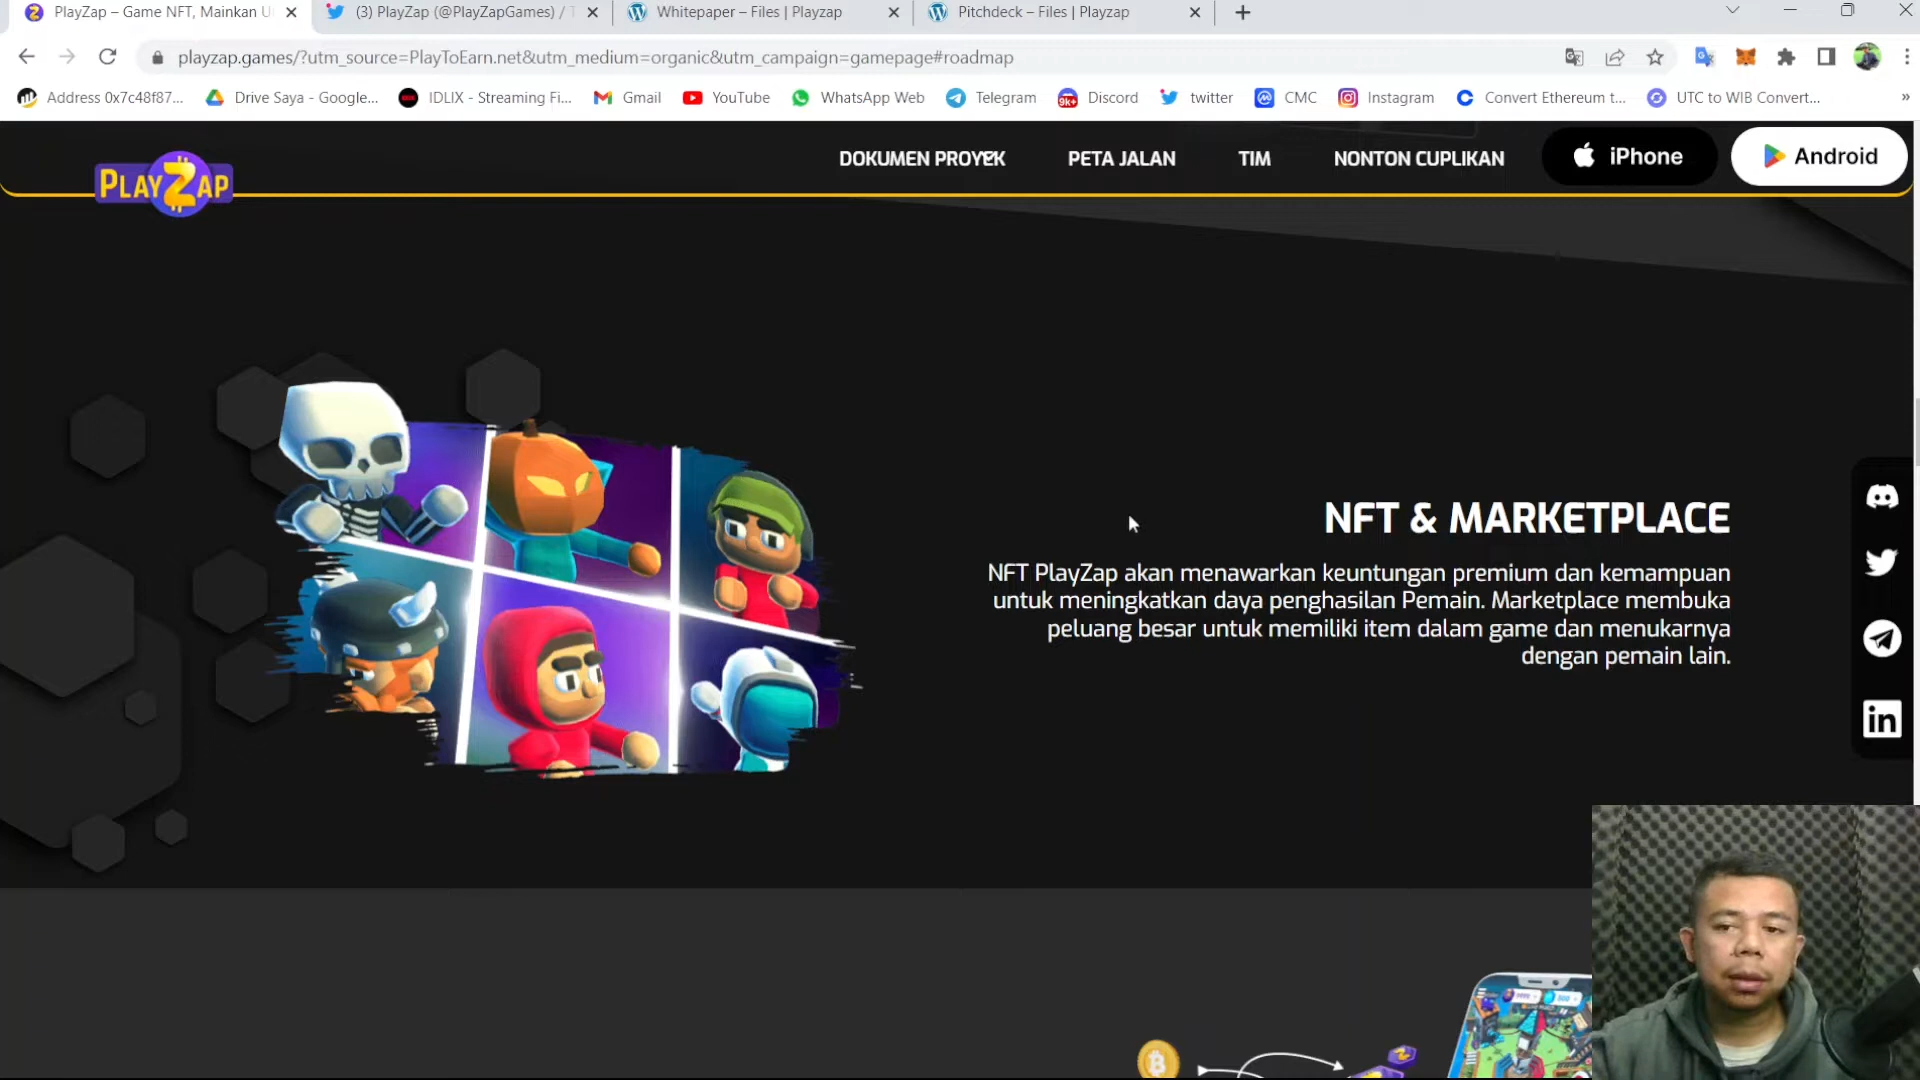 PlayZap – Game NFT, Mainkan U
(3) PlayZap (@PlayZapGames) / T
Whitepaper – Files | Playzap
Pitchdeck – Files | Playzap
playzap.games/?utm_source=PlayToEarn.net&utm_medium=organic&utm_campaign=gamepage#roadmap
Address 0x7c48f87...
Drive Saya - Google...
IDLIX - Streaming Fi...
Gmail
YouTube
WhatsApp Web
Telegram
9K+
Discord
twitter
CMC
Instagram
Convert Ethereum t...
UTC to WIB Convert...
»
PLAYZAP
DOKUMEN PROYEK
PETA JALAN
TIM
NONTON CUPLIKAN
iPhone
Android
NFT & MARKETPLACE
NFT PlayZap akan menawarkan keuntungan premium dan kemampuan
untuk meningkatkan daya penghasilan Pemain. Marketplace membuka
peluang besar untuk memiliki item dalam game dan menukarnya
dengan pemain lain.